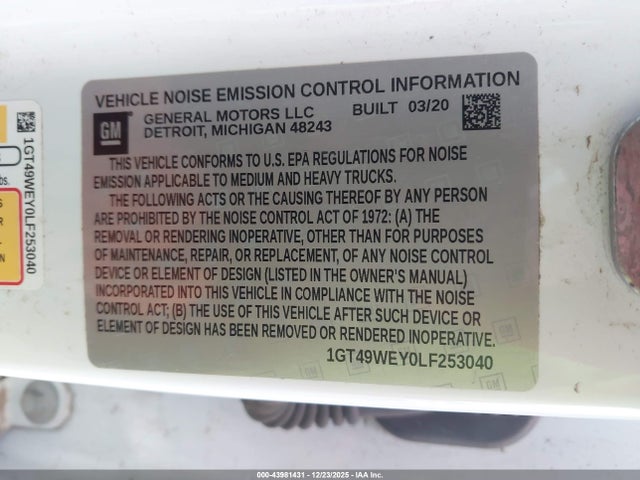 VEHICLE NOISE EMISSION CONTROL INFORMATION
GM
GENERAL MOTORS LLC BUILT 03/20
DETROIT, MICHIGAN 48243
THIS VEHICLE CONFORMS TO U.S. EPA REGULATIONS FOR NOISE
EMISSION APPLICABLE TO MEDIUM AND HEAVY TRUCKS.
THE FOLLOWING ACTS OR THE CAUSING THEREOF BY ANY PERSON
ARE PROHIBITED BY THE NOISE CONTROL ACT OF 1972: (A) THE
REMOVAL OR RENDERING INOPERATIVE, OTHER THAN FOR PURPOSES
OF MAINTENANCE, REPAIR, OR REPLACEMENT, OF ANY NOISE CONTROL
DEVICE OR ELEMENT OF DESIGN (LISTED IN THE OWNER'S MANUAL)
INCORPORATED INTO THIS VEHICLE IN COMPLIANCE WITH THE NOISE
CONTROL ACT; (B) THE USE OF THIS VEHICLE AFTER SUCH DEVICE OR
ELEMENT OF DESIGN HAS BEEN REMOVED OR RENDERED INOPERATIVE.
1GT49WEY0LF253040
1GT49WEY0LF253040
000-43981431 - 12/23/2025 - IAA Inc.